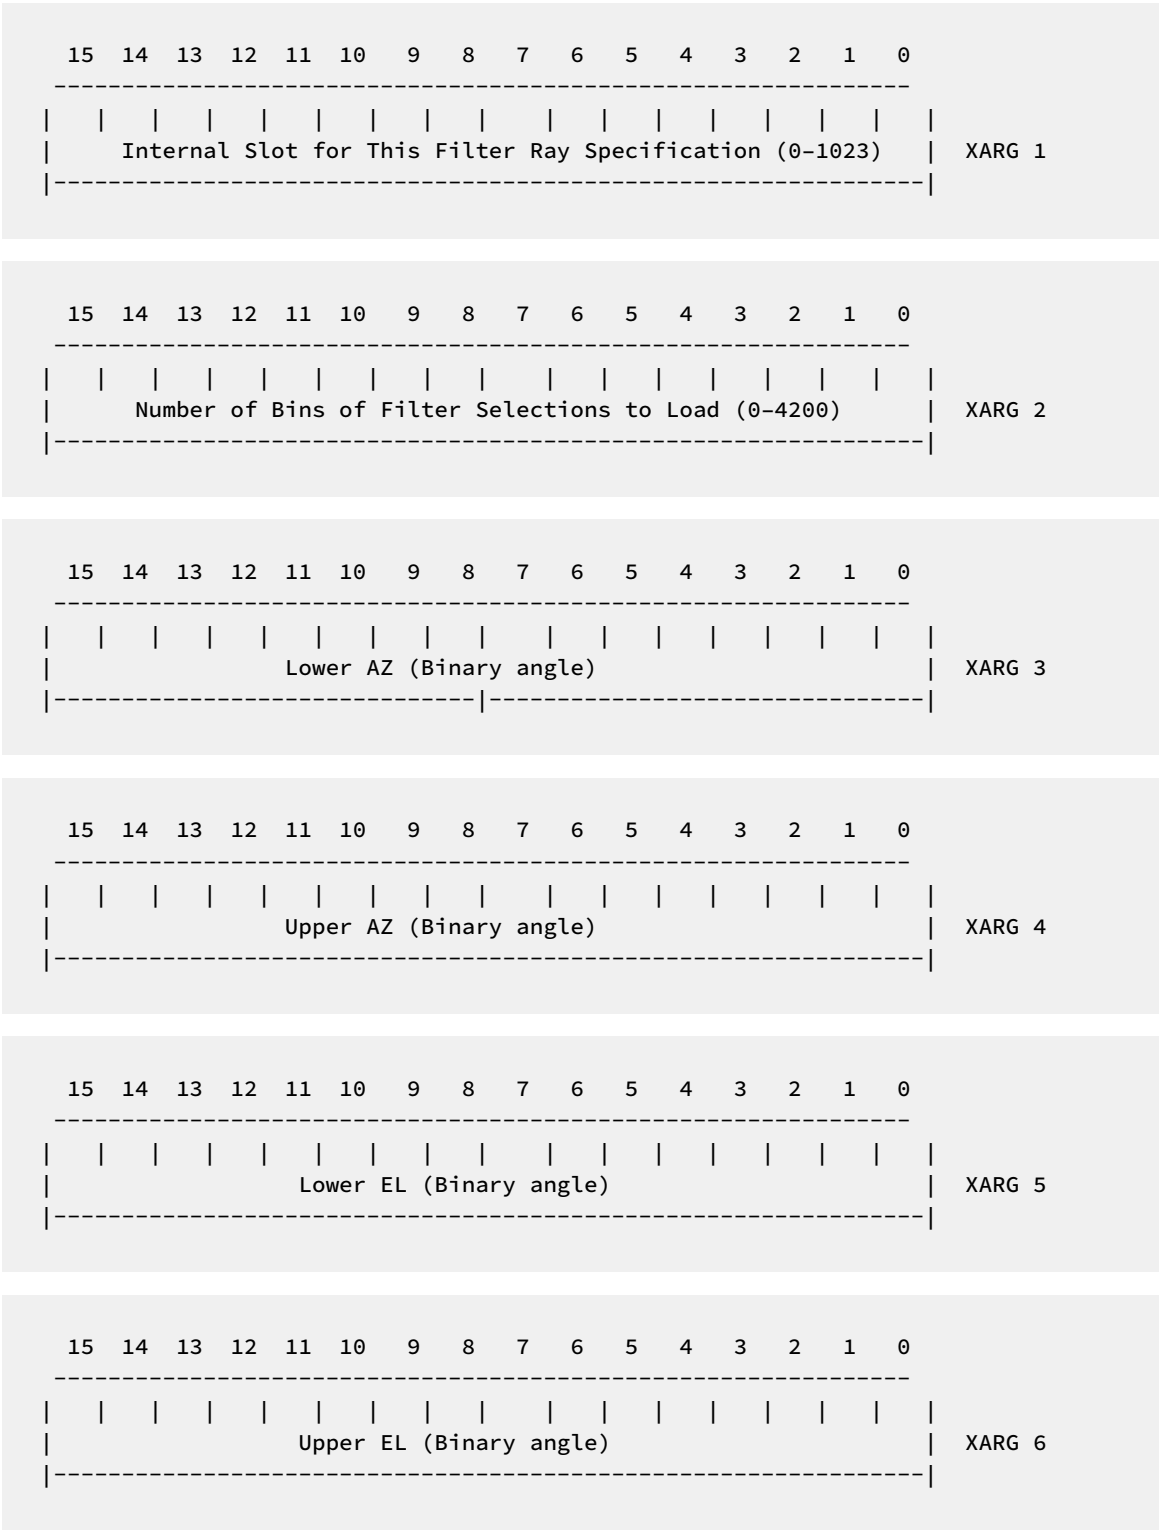 15 14 13 12 11 10 9 8 7 6 5 4 3 2 1 0
---------------------------------------------------------------
| | | | | | | | | | | | | | | | |
| Internal Slot for This Filter Ray Specification (0-1023) | XARG 1
|----------------------------------------------------------------|
15 14 13 12 11 10 9 8 7 6 5 4 3 2 1 0
---------------------------------------------------------------
| | | | | | | | | | | | | | | | |
| Number of Bins of Filter Selections to Load (0-4200) | XARG 2
|----------------------------------------------------------------|
15 14 13 12 11 10 9 8 7 6 5 4 3 2 1 0
---------------------------------------------------------------
| | | | | | | | | | | | | | | | |
| Lower AZ (Binary angle) | XARG 3
|-------------------------------|--------------------------------|
15 14 13 12 11 10 9 8 7 6 5 4 3 2 1 0
---------------------------------------------------------------
| | | | | | | | | | | | | | | | |
| Upper AZ (Binary angle) | XARG 4
|----------------------------------------------------------------|
15 14 13 12 11 10 9 8 7 6 5 4 3 2 1 0
---------------------------------------------------------------
| | | | | | | | | | | | | | | | |
| Lower EL (Binary angle) | XARG 5
|----------------------------------------------------------------|
15 14 13 12 11 10 9 8 7 6 5 4 3 2 1 0
---------------------------------------------------------------
| | | | | | | | | | | | | | | | |
| Upper EL (Binary angle) | XARG 6
|----------------------------------------------------------------|